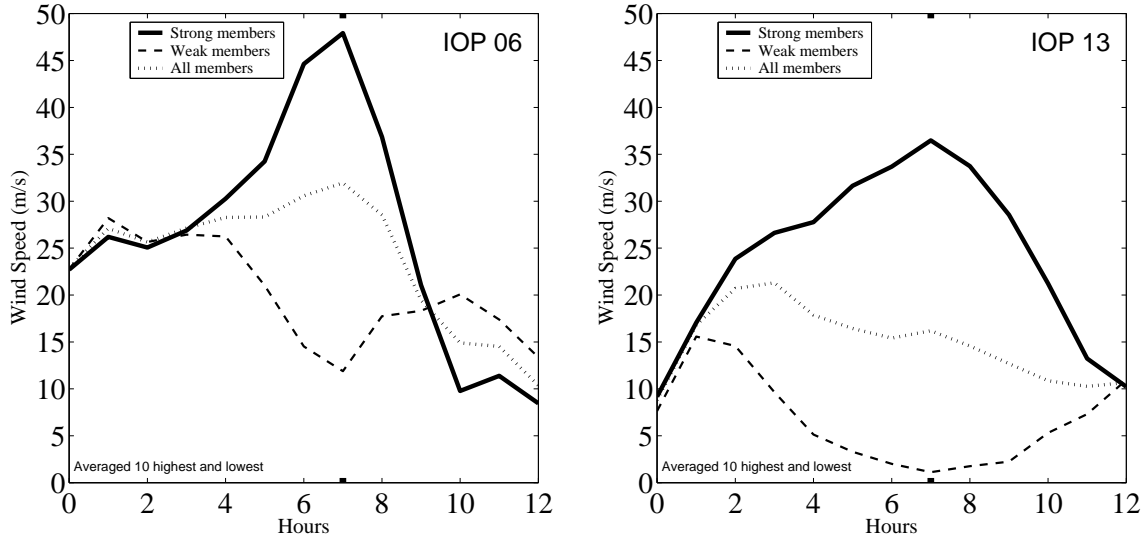 50
45
40
35
30
25
20
15
10
5
0
Wind Speed (m/s)
Strong members
Weak members
All members
IOP 06
Averaged 10 highest and lowest
0 2 4 6 8 10 12
Hours
50
45
40
35
30
25
20
15
10
5
0
Wind Speed (m/s)
Strong members
Weak members
All members
IOP 13
Averaged 10 highest and lowest
0 2 4 6 8 10 12
Hours